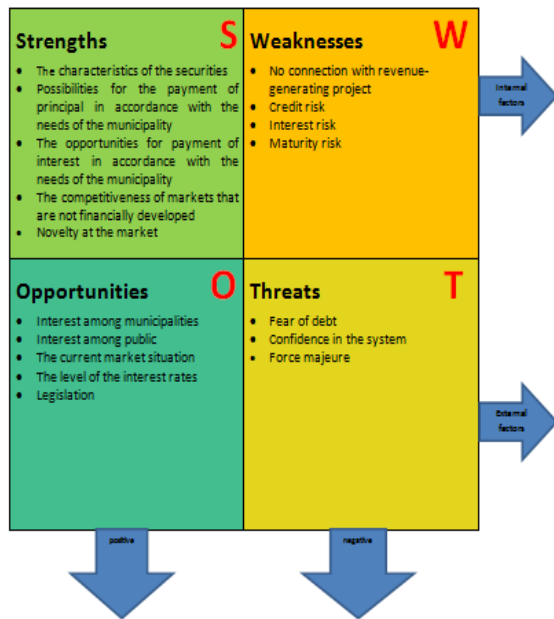 Strengths S
• The characteristics of the securities
• Possibilities for the payment of
principal in accordance with the
needs of the municipality
• The opportunities for payment of
interest in accordance with the
needs of the municipality
• The competitiveness of markets that
are not financially developed
• Novelty at the market
Weaknesses W
• No connection with revenue-
generating project
• Credit risk
• Interest risk
• Maturity risk
Internal
factors
Opportunities O
• Interest among municipalities
• Interest among public
• The current market situation
• The level of the interest rates
• Legislation
Threats T
• Fear of debt
• Confidence in the system
• Force majeure
External
factors
positive
negative